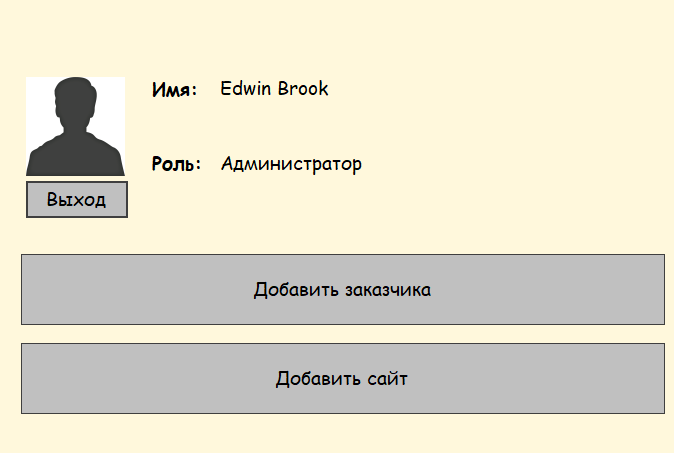 Имя: Edwin Brook
Роль: Администратор
Выход
Добавить заказчика
Добавить сайт